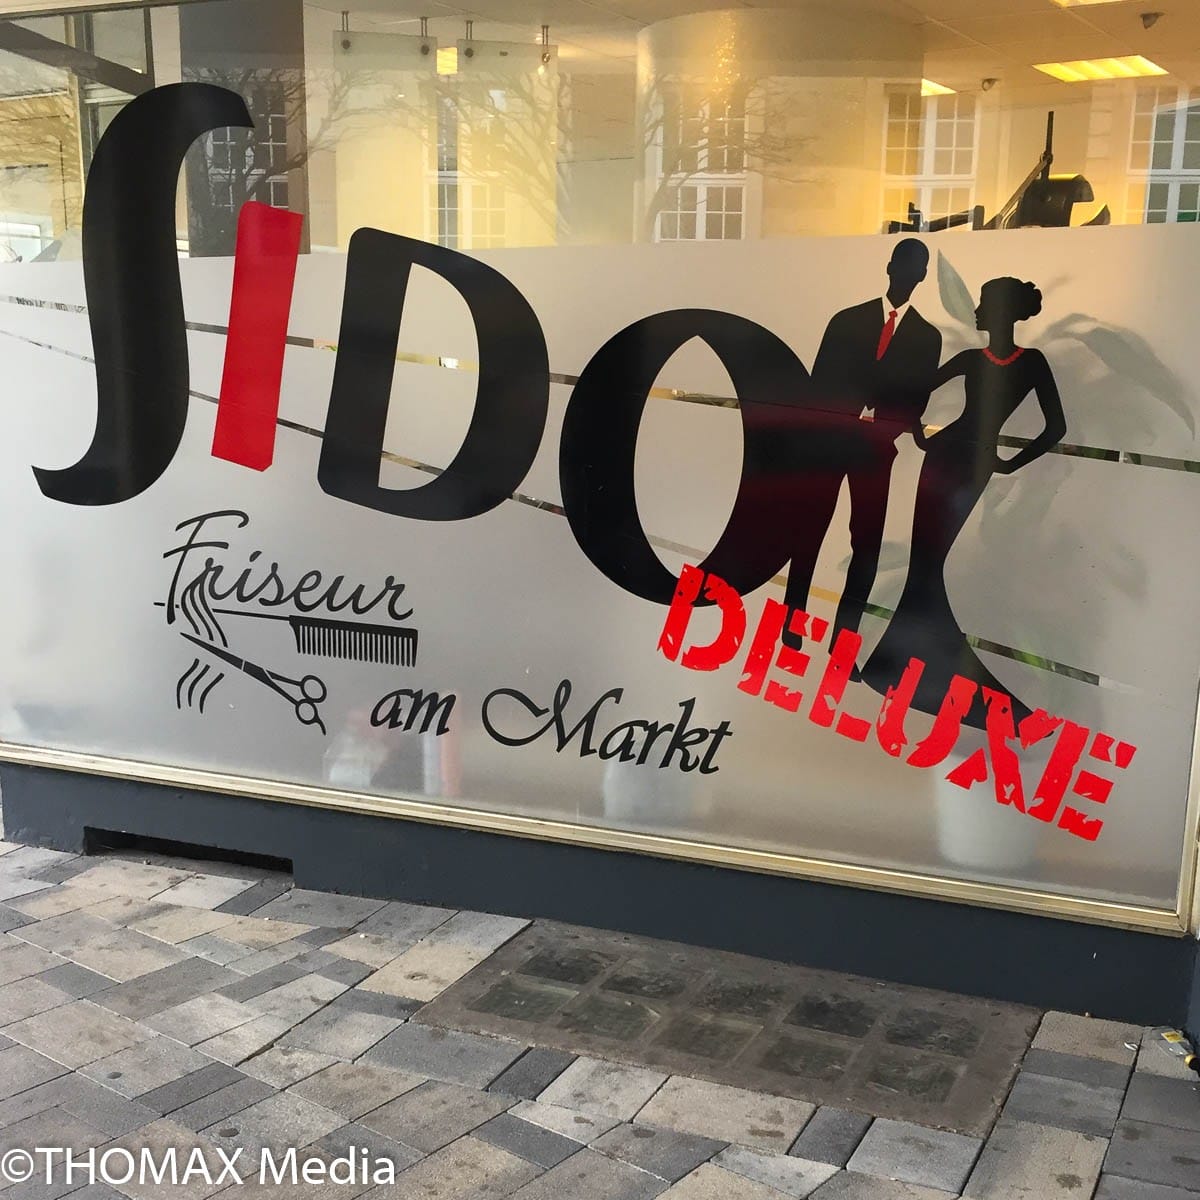 SIDO
DELUXE
Friseur
am Markt
©THOMAX Media